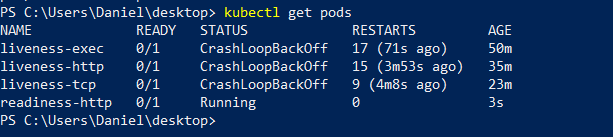 PS C:\Users\Daniel\desktop> kubectl get pods
NAME READY STATUS RESTARTS AGE
liveness-exec 0/1 CrashLoopBackOff 17 (71s ago) 50m
liveness-http 0/1 CrashLoopBackOff 15 (3m53s ago) 35m
liveness-tcp 0/1 CrashLoopBackOff 9 (4m8s ago) 23m
readiness-http 0/1 Running 0 3s
PS C:\Users\Daniel\desktop>